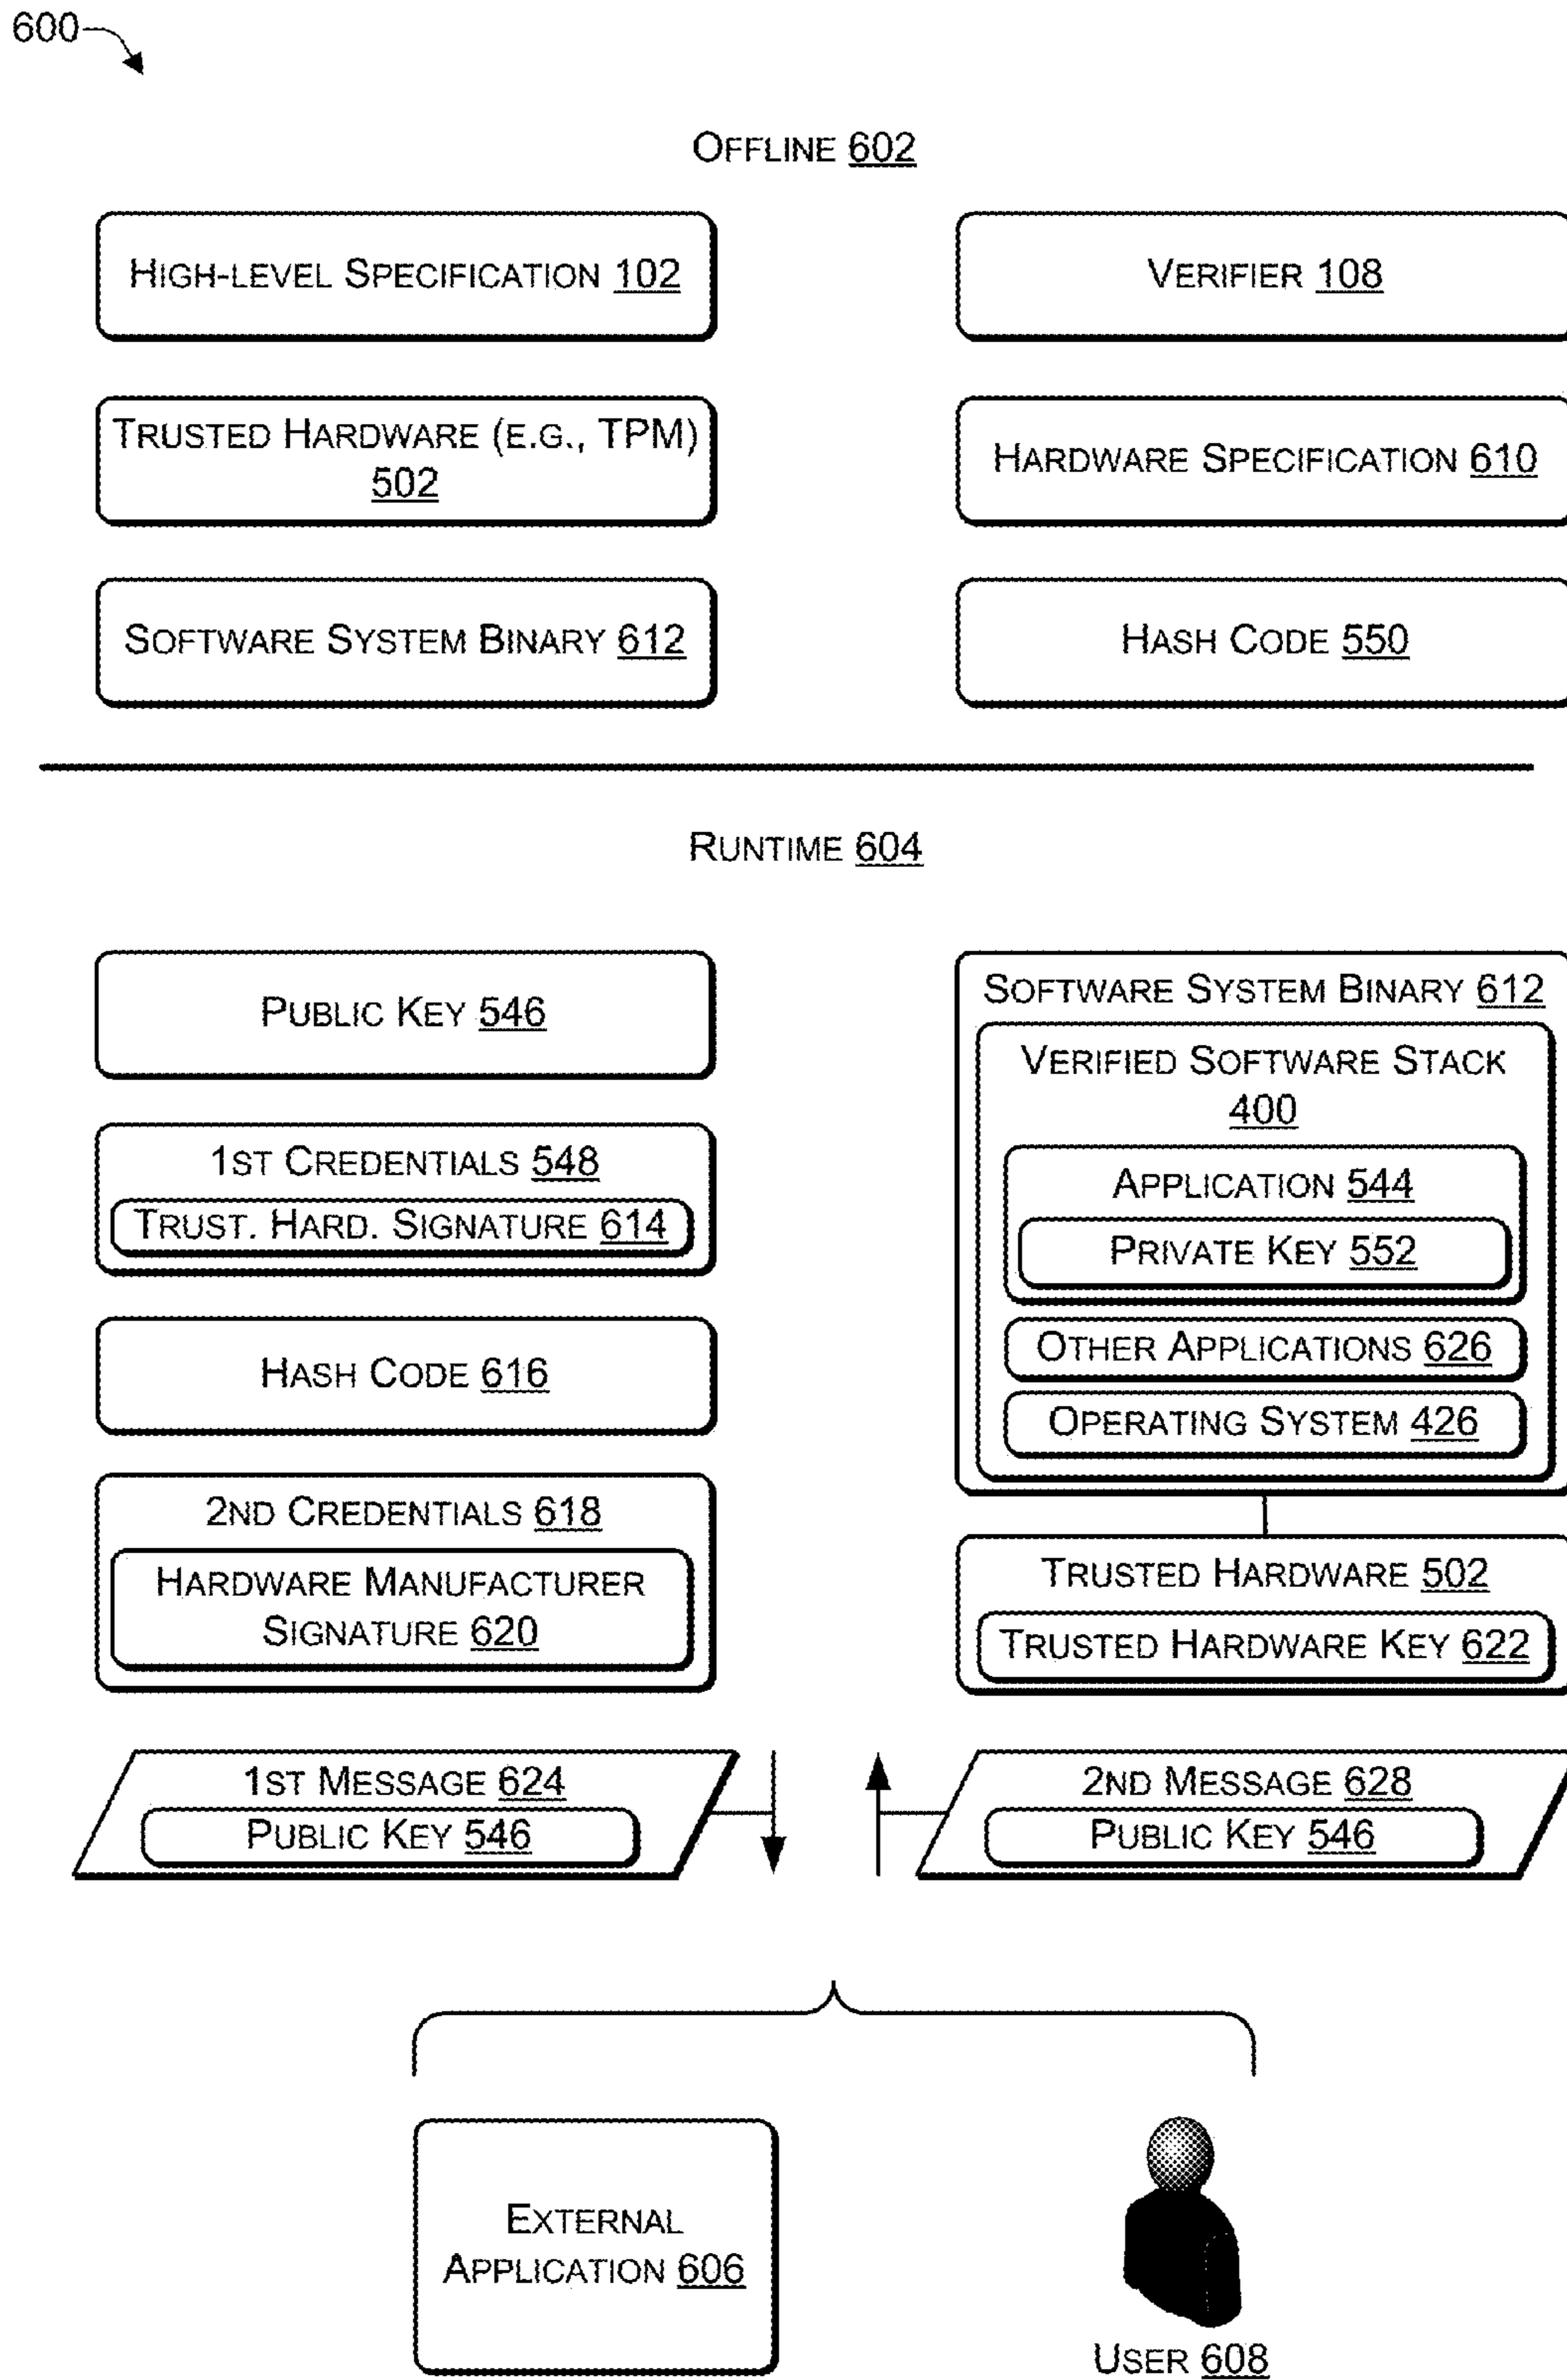 600
OFFLINE 602
HIGH-LEVEL SPECIFICATION 102
VERIFIER 108
TRUSTED HARDWARE (E.G., TPM)
502
HARDWARE SPECIFICATION 610
SOFTWARE SYSTEM BINARY 612
HASH CODE 550
RUNTIME 604
PUBLIC KEY 546
1ST CREDENTIALS 548
TRUST. HARD. SIGNATURE 614
HASH CODE 616
2ND CREDENTIALS 618
HARDWARE MANUFACTURER
SIGNATURE 620
SOFTWARE SYSTEM BINARY 612
VERIFIED SOFTWARE STACK
400
APPLICATION 544
PRIVATE KEY 552
OTHER APPLICATIONS 626
OPERATING SYSTEM 426
TRUSTED HARDWARE 502
TRUSTED HARDWARE KEY 622
1ST MESSAGE 624
PUBLIC KEY 546
2ND MESSAGE 628
PUBLIC KEY 546
EXTERNAL
APPLICATION 606
USER 608